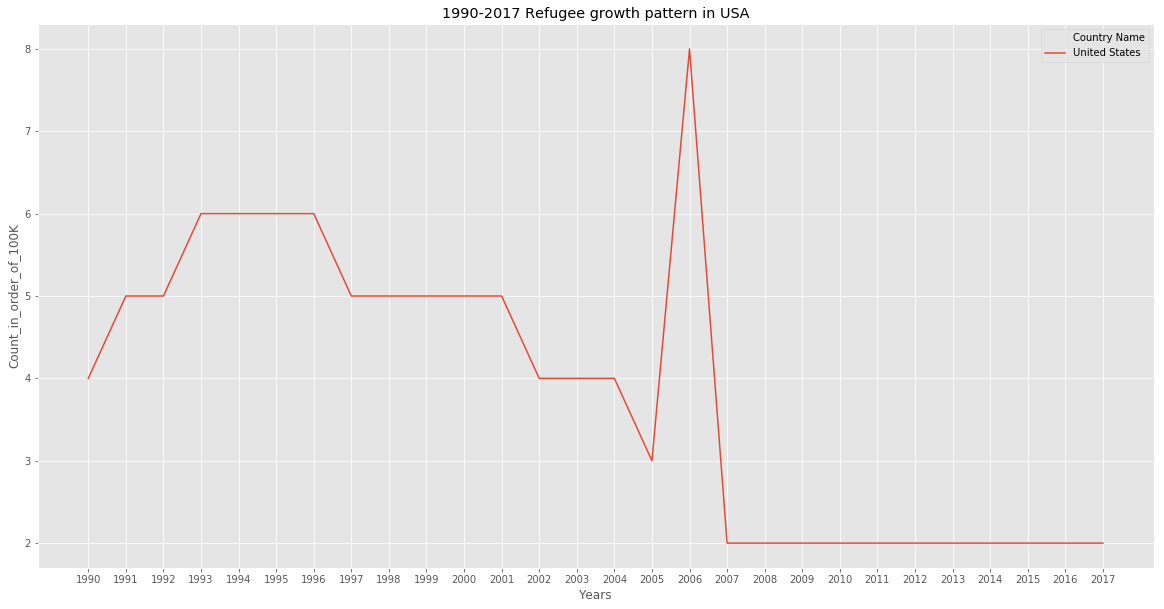 1990-2017 Refugee growth pattern in USA
Country Name
United States
Count_in_order_of_100K
8
7
6
5
4
3
2
1990 1991 1992 1993 1994 1995 1996 1997 1998 1999 2000 2001 2002 2003 2004 2005 2006 2007 2008 2009 2010 2011 2012 2013 2014 2015 2016 2017
Years